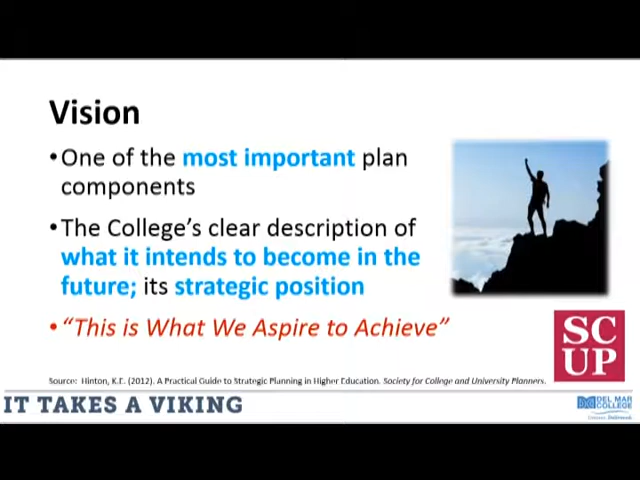 Vision
•One of the most important plan
components
•The College's clear description of
what it intends to become in the
future; its strategic position
•"This is What We Aspire to Achieve"
SC
UP
Source: Hinton, K.E. (2012). A Practical Guide to Strategic Planning in Higher Education. Society for College and University Planners.
IT TAKES A VIKING
DEL MAR
COLLEGE